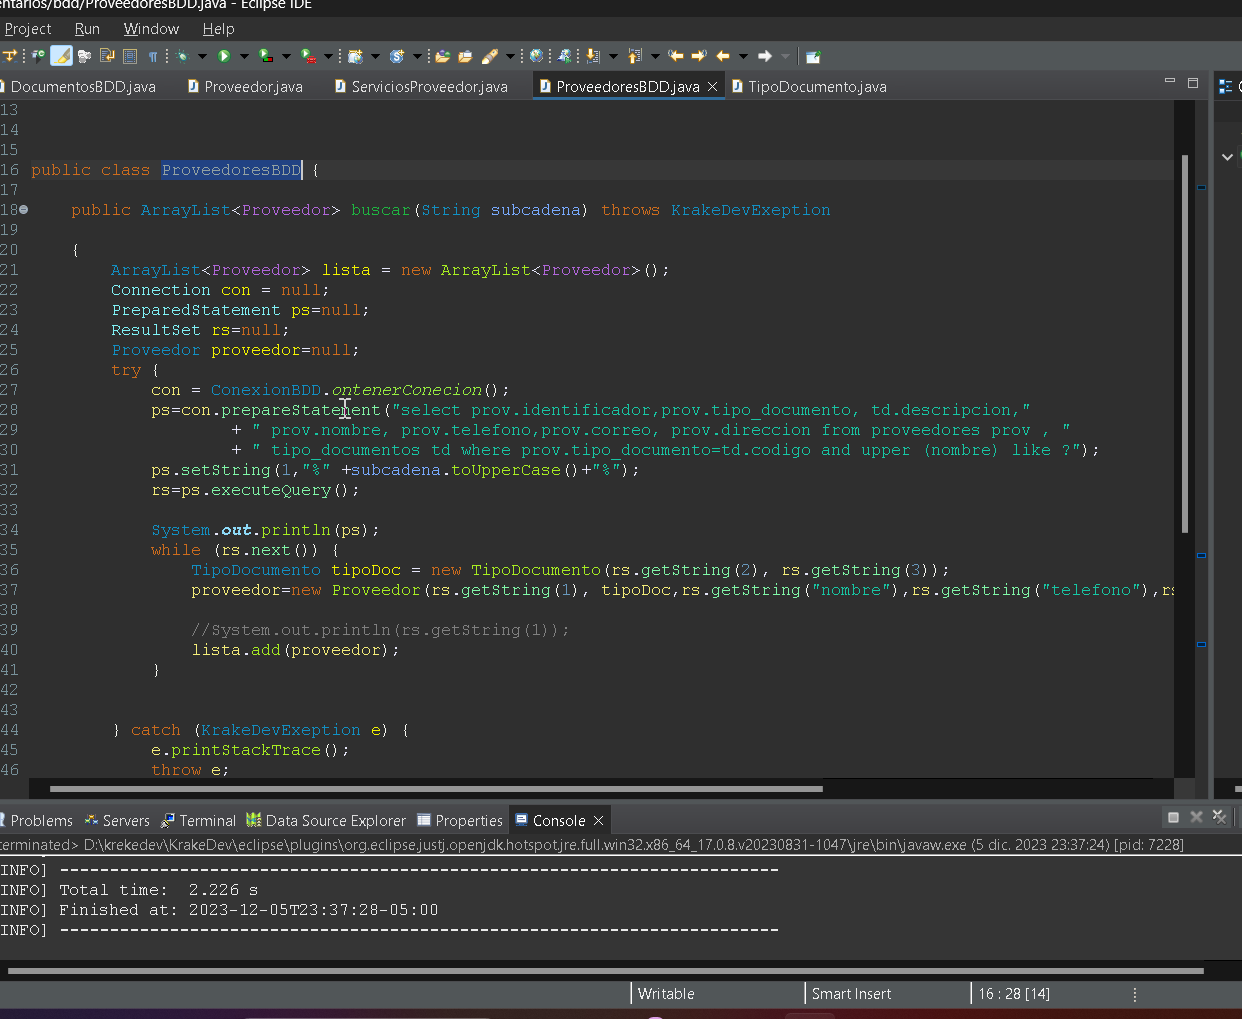 entarios/bdd/ProveedoresBDD.java - Eclipse IDE
Project Run Window Help
DocumentosBDD.java Proveedor.java ServiciosProveedor.java ProveedoresBDD.java TipoDocumento.java
13
14
15
16 public class ProveedoresBDD {
17
18 public ArrayList<Proveedor> buscar(String subcadena) throws KrakeDevExeption
19
20 {
21 ArrayList<Proveedor> lista = new ArrayList<Proveedor>();
22 Connection con = null;
23 PreparedStatement ps=null;
24 ResultSet rs=null;
25 Proveedor proveedor=null;
26 try {
27 con = ConexionBDD.ontenerConecion();
28 ps=con.prepareStatement("select prov.identificador,prov.tipo_documento, td.descripcion,"
29 + " prov.nombre, prov.telefono,prov.correo, prov.direccion from proveedores prov , "
30 + " tipo_documentos td where prov.tipo_documento=td.codigo and upper (nombre) like ?");
31 ps.setString(1,"%" +subcadena.toUpperCase()+"%");
32 rs=ps.executeQuery();
33
34 System.out.println(ps);
35 while (rs.next()) {
36 TipoDocumento tipoDoc = new TipoDocumento(rs.getString(2), rs.getString(3));
37 proveedor=new Proveedor(rs.getString(1), tipoDoc,rs.getString("nombre"),rs.getString("telefono"),rs
38
39 //System.out.println(rs.getString(1));
40 lista.add(proveedor);
41 }
42
43
44 } catch (KrakeDevExeption e) {
45 e.printStackTrace();
46 throw e;
Problems Servers Terminal Data Source Explorer Properties Console
terminated> D:\krekedev\KrakeDev\eclipse\plugins\org.eclipse.justj.openjdk.hotspot.jre.full.win32.x86_64_17.0.8.v20230831-1047\jre\bin\javaw.exe (5 dic. 2023 23:37:24) [pid: 7228]
INFO] ------------------------------------------------------------------------
INFO] Total time:  2.226 s
INFO] Finished at: 2023-12-05T23:37:28-05:00
INFO] ------------------------------------------------------------------------
Writable Smart Insert 16 : 28 [14]